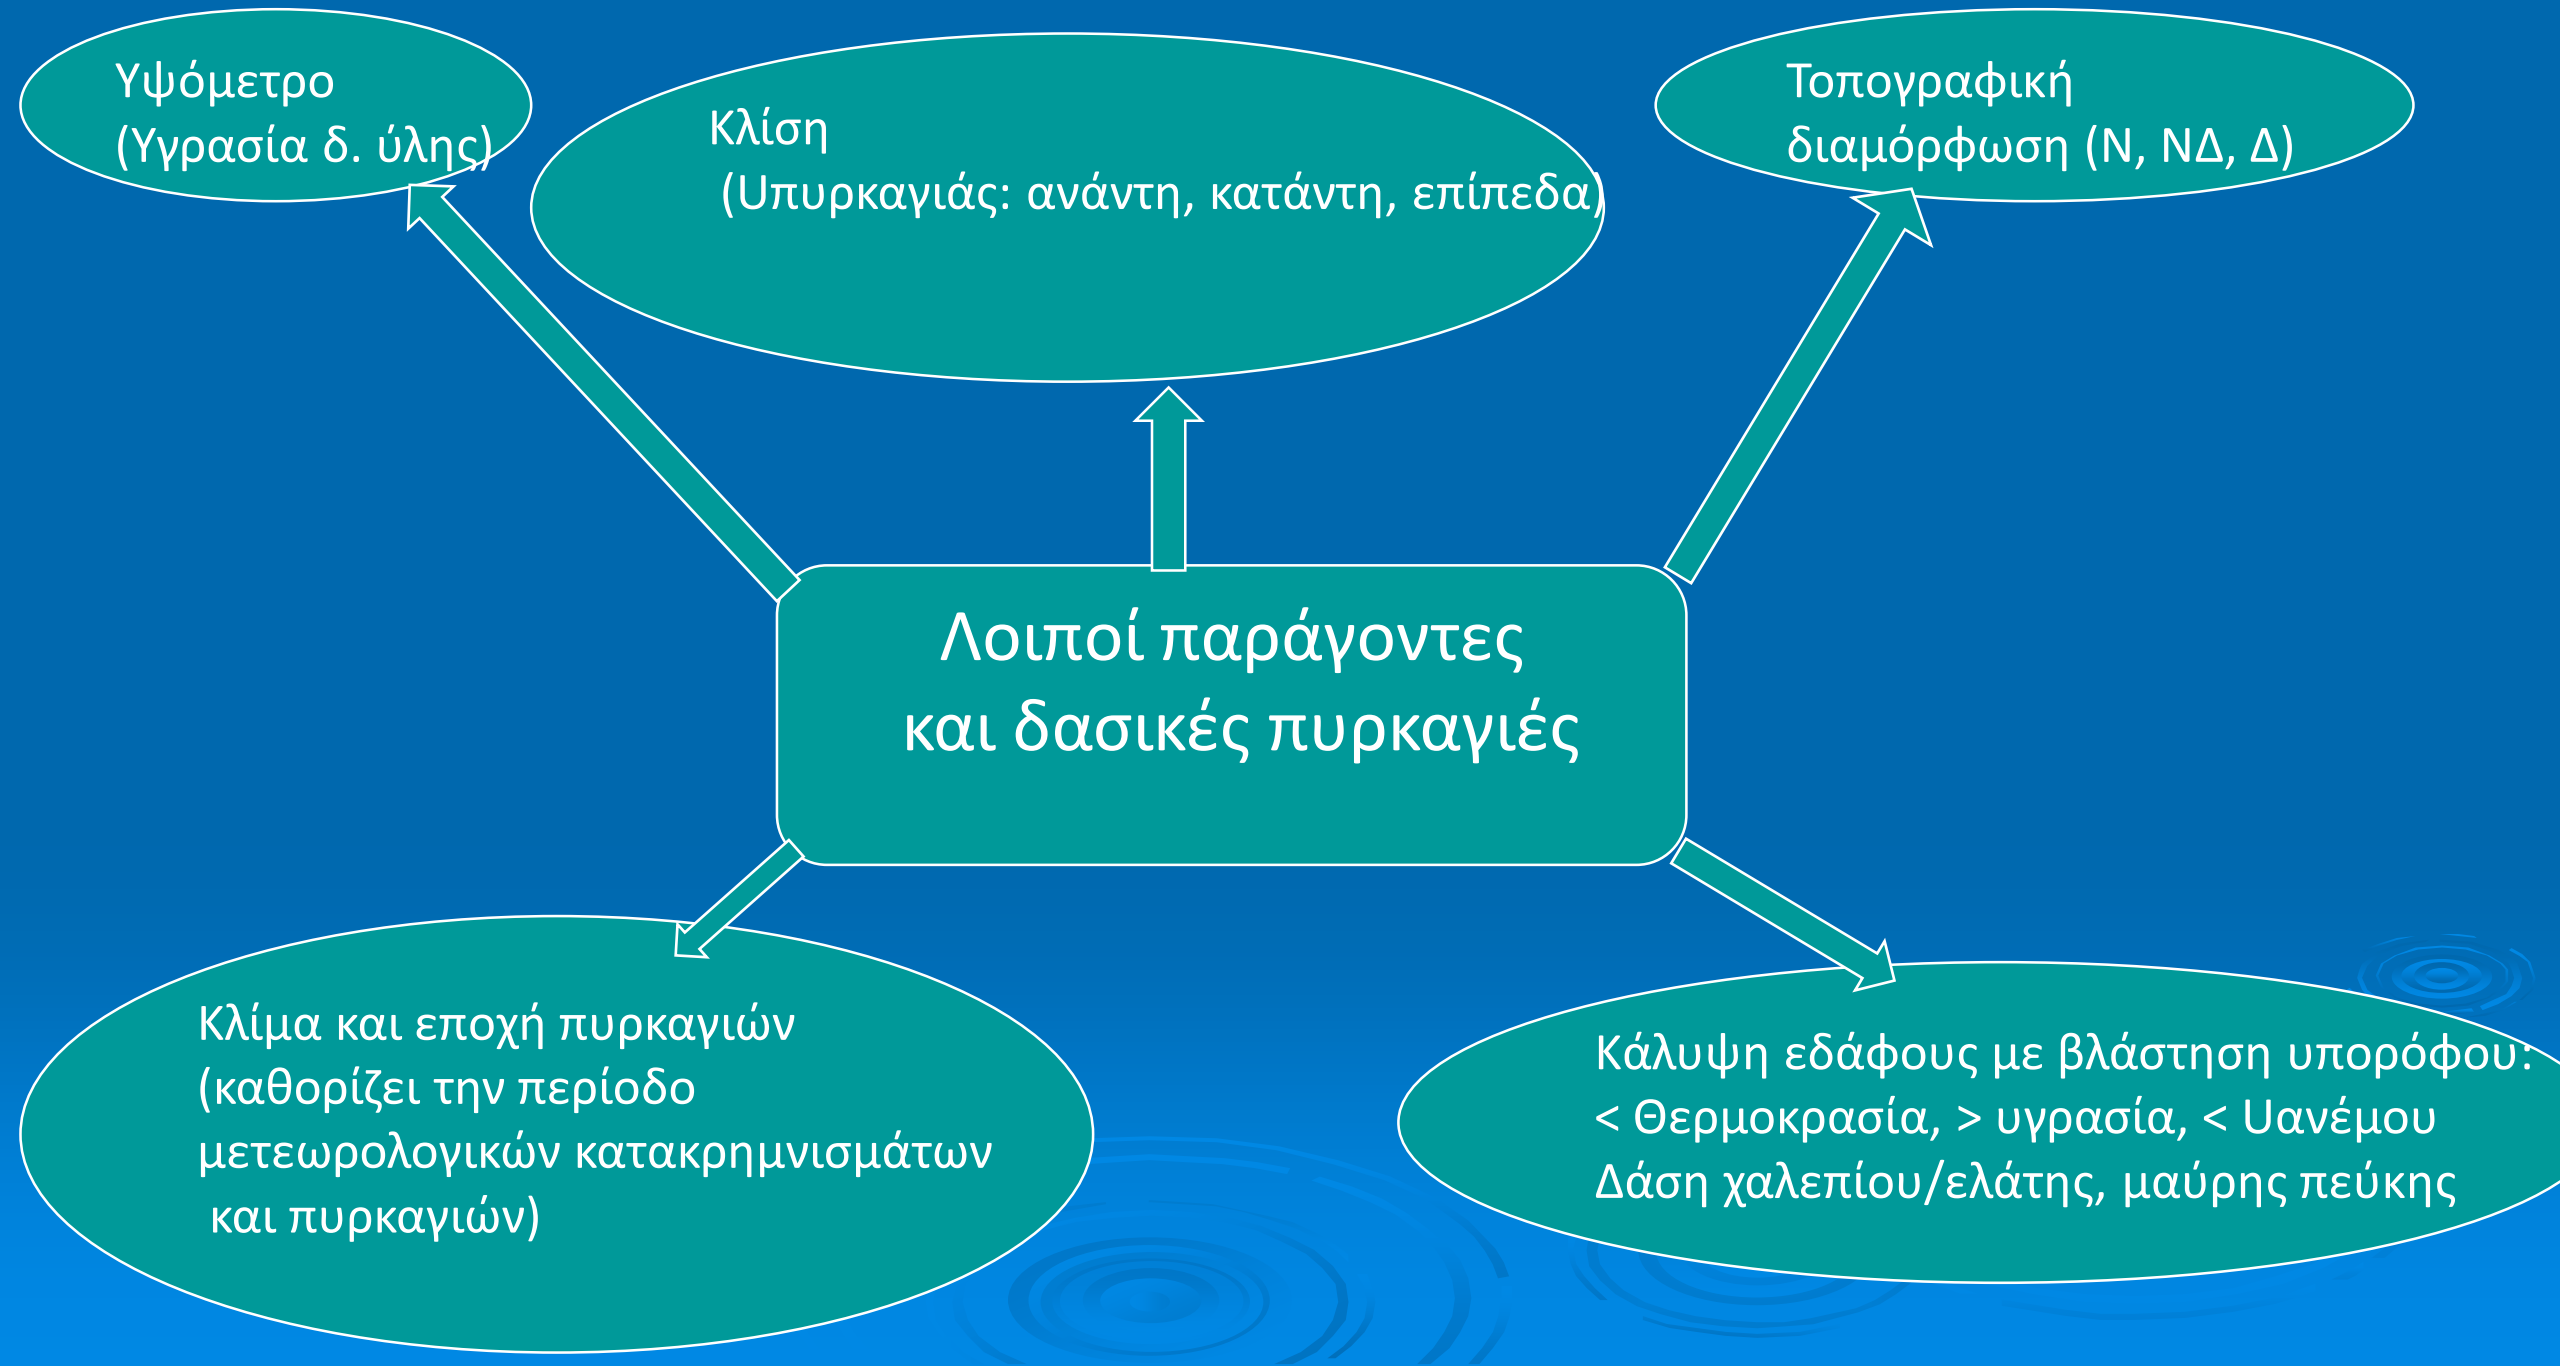 Υψόμετρο
(Υγρασία δ. ύλης)
Κλίση
(Uπυρκαγιάς: ανάντη, κατάντη, επίπεδα)
Τοπογραφική
διαμόρφωση (Ν, ΝΔ, Δ)
Λοιποί παράγοντες
και δασικές πυρκαγιές
Κλίμα και εποχή πυρκαγιών
(καθορίζει την περίοδο
μετεωρολογικών κατακρημνισμάτων
και πυρκαγιών)
Κάλυψη εδάφους με βλάστηση υπορόφου:
< Θερμοκρασία, > υγρασία, < Uανέμου
Δάση χαλεπίου/ελάτης, μαύρης πεύκης